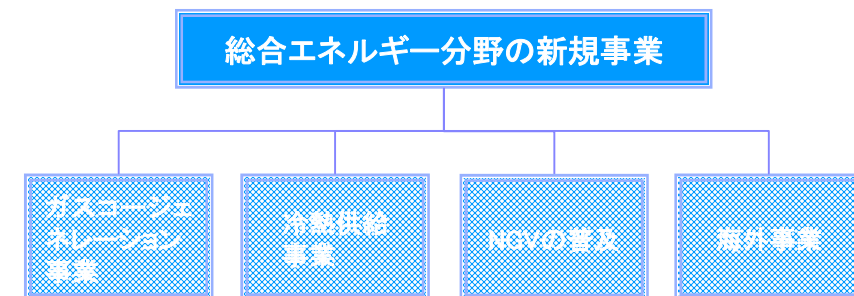 総合エネルギー分野の新規事業
ガスコージェ
ネレーション
事業
冷熱供給
事業
NGVの普及
海外事業